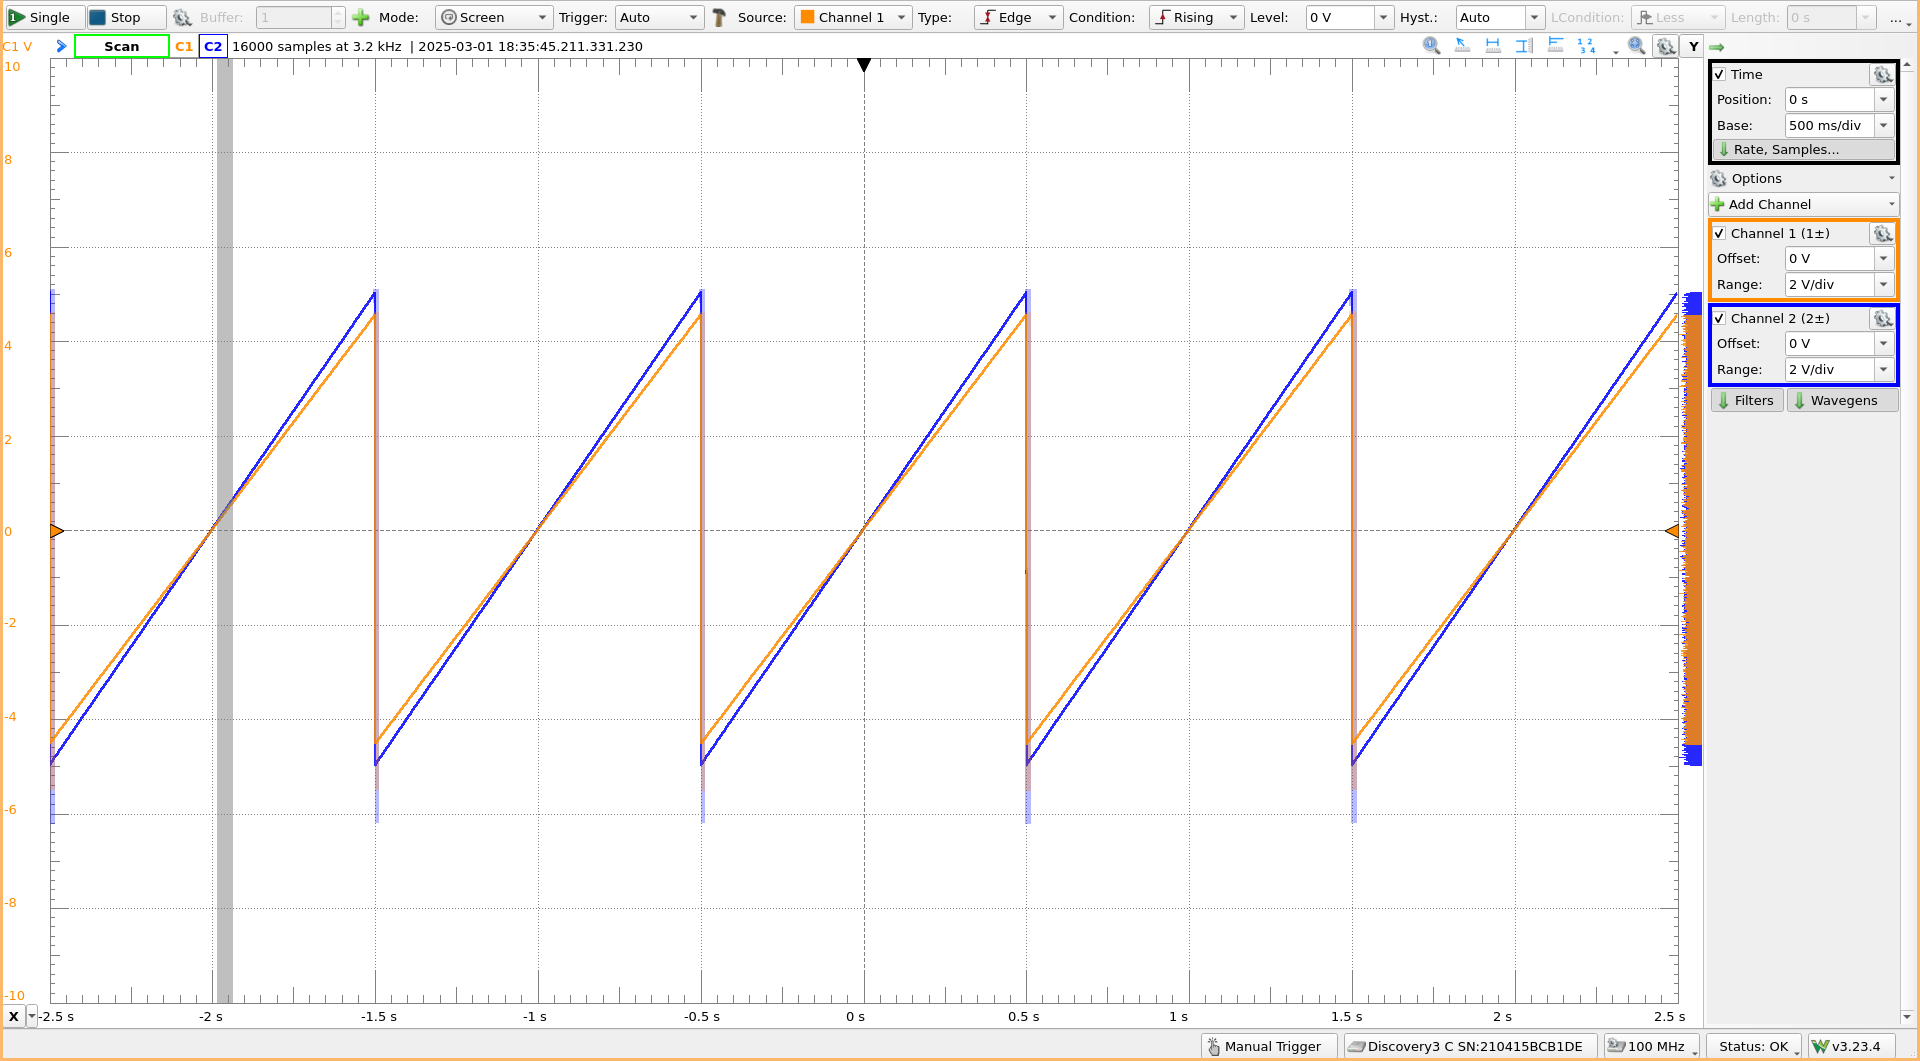 Single Stop Buffer: 1 Mode: Screen Trigger: Auto Source: Channel 1 Type: Edge Condition: Rising Level: 0 V Hyst.: Auto LCondition: Less Length: 0 s ...
C1 V Scan C1 C2 16000 samples at 3.2 kHz | 2025-03-01 18:35:45.211.331.230 Y
10
8
6
4
2
0
-2
-4
-6
-8
-10
X -2.5 s -2 s -1.5 s -1 s -0.5 s 0 s 0.5 s 1 s 1.5 s 2 s 2.5 s
Time
Position: 0 s
Base: 500 ms/div
Rate, Samples...
Options
Add Channel
Channel 1 (1±)
Offset: 0 V
Range: 2 V/div
Channel 2 (2±)
Offset: 0 V
Range: 2 V/div
Filters Wavegens
Manual Trigger Discovery3 C SN:210415BCB1DE 100 MHz Status: OK v3.23.4